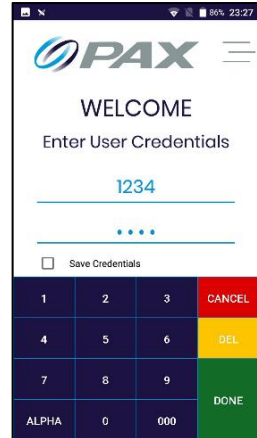 86% 23:27
PAX
WELCOME
Enter User Credentials
1234
••••
Save Credentials
1 2 3 CANCEL
4 5 6 DEL
7 8 9
DONE
ALPHA 0 000